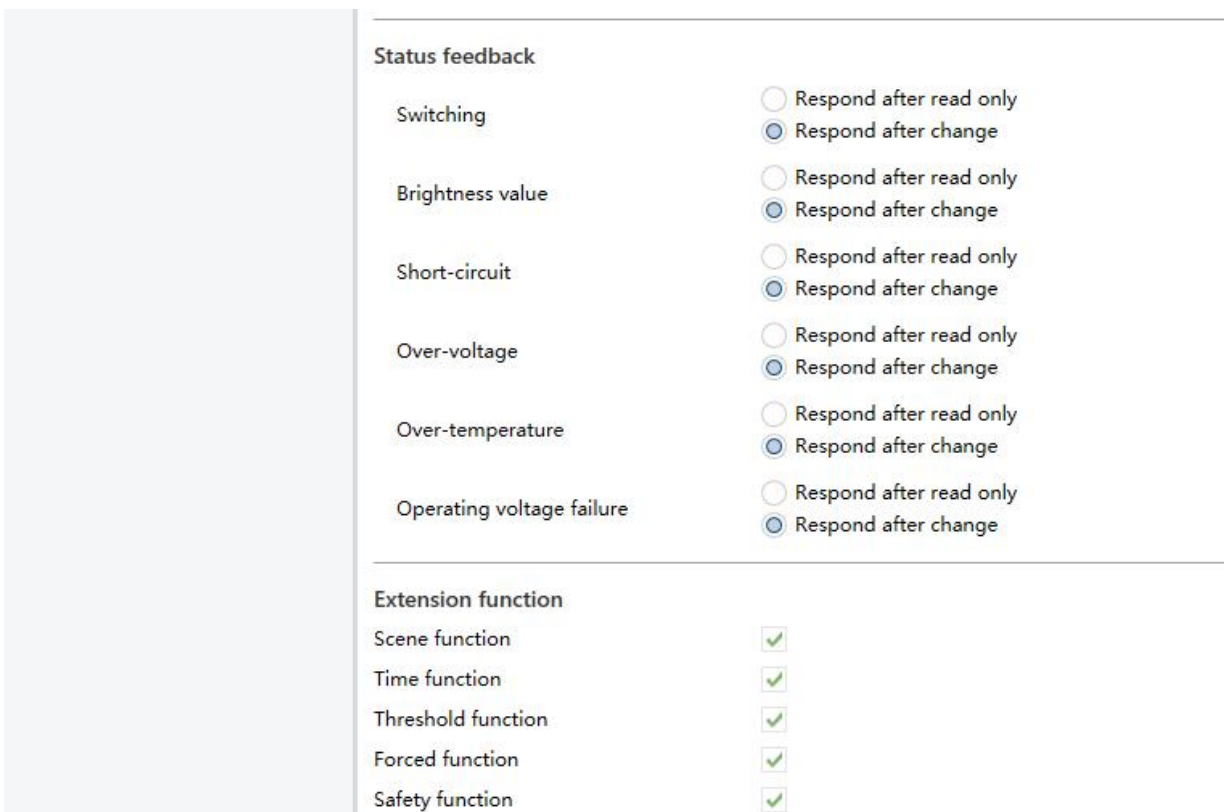 Status feedback
Switching
Respond after read only
Respond after change
Brightness value
Respond after read only
Respond after change
Short-circuit
Respond after read only
Respond after change
Over-voltage
Respond after read only
Respond after change
Over-temperature
Respond after read only
Respond after change
Operating voltage failure
Respond after read only
Respond after change
Extension function
Scene function
Time function
Threshold function
Forced function
Safety function